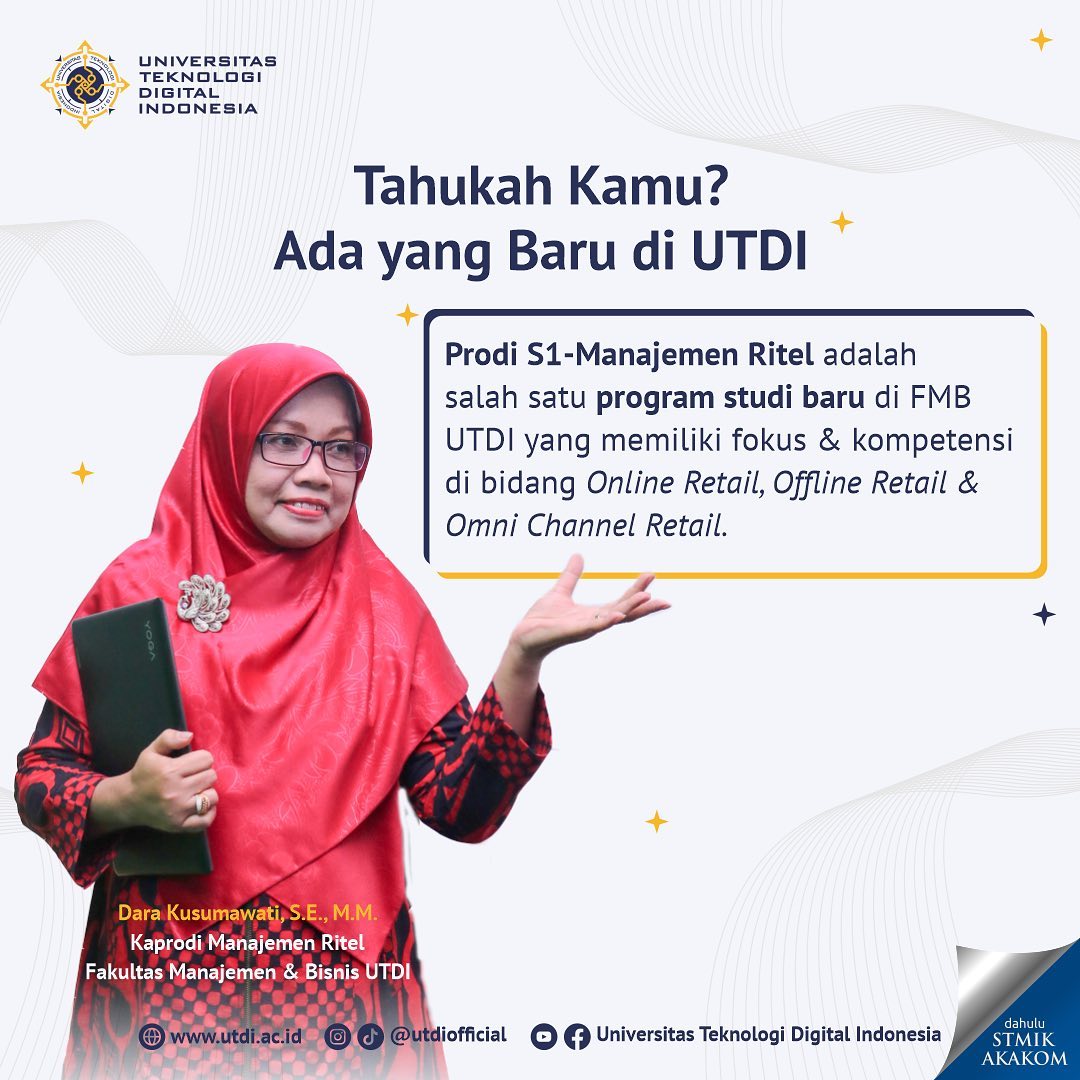 UNIVERSITAS
TEKNOLOGI
DIGITAL
INDONESIA
Tahukah Kamu?
Ada yang Baru di UTDI
Prodi S1-Manajemen Ritel adalah
salah satu program studi baru di FMB
UTDI yang memiliki fokus & kompetensi
di bidang Online Retail, Offline Retail &
Omni Channel Retail.
YOGA
Dara Kusumawati, S.E., M.M.
Kaprodi Manajemen Ritel
Fakultas Manajemen & Bisnis UTDI
www.utdi.ac.id @utdiofficial Universitas Teknologi Digital Indonesia
dahulu
STMIK
AKAKOM